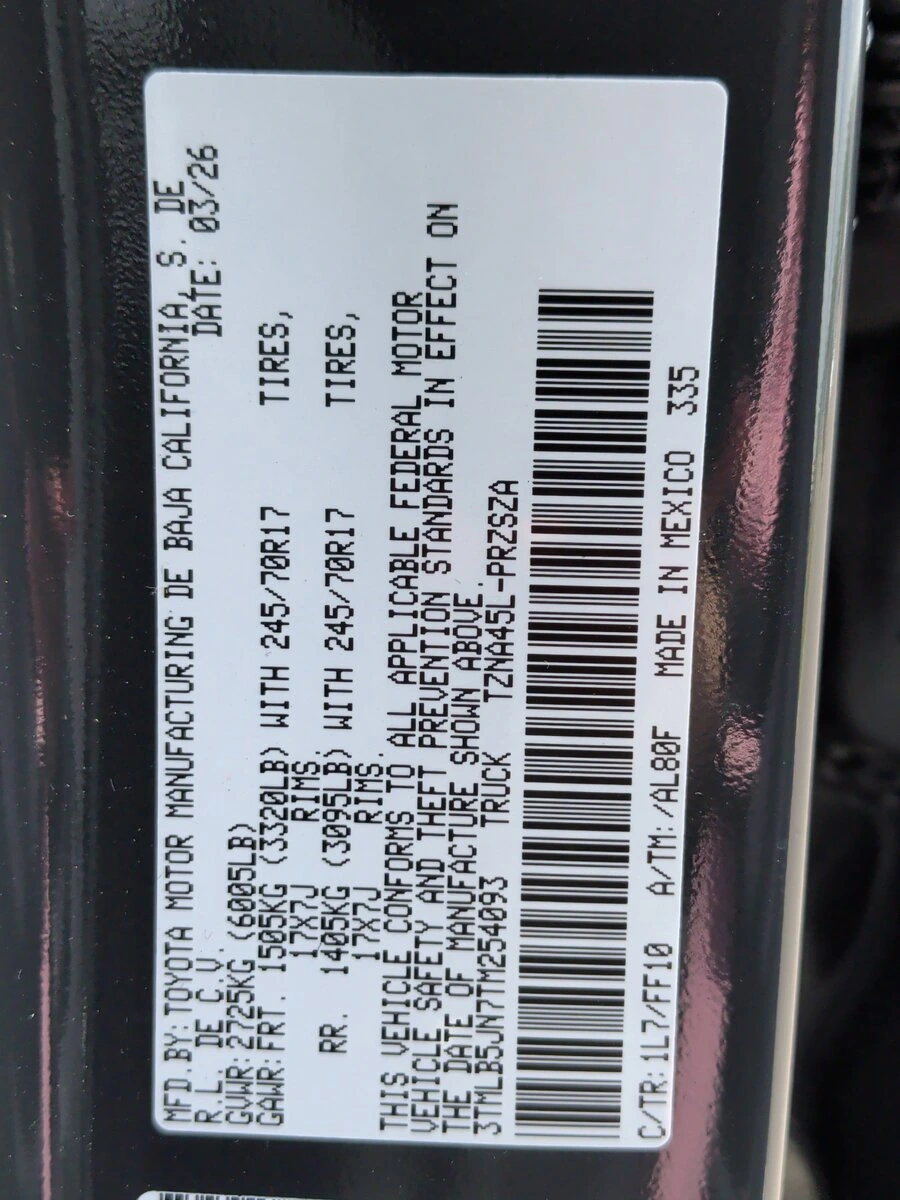 MFD.BY:TOYOTA MOTOR MANUFACTURING DE BAJA CALIFORNIA, S. DE
R.L. DE C.V. DATE: 03/26
GVWR:2725KG (6005LB)
GAWR:FRT. 1505KG (3320LB) WITH 245/70R17 TIRES,
17X7J RIMS.
RR. 1405KG (3095LB) WITH 245/70R17 TIRES,
17X7J RIMS.
THIS VEHICLE CONFORMS TO ALL APPLICABLE FEDERAL MOTOR
VEHICLE SAFETY AND THEFT PREVENTION STANDARDS IN EFFECT ON
THE DATE OF MANUFACTURE SHOWN ABOVE.
3TMLB5JN7TM254093 TRUCK TZNA45L-PRZSZA
C/TR:1L7/FF10 A/TM:/AL80F MADE IN MEXICO 335